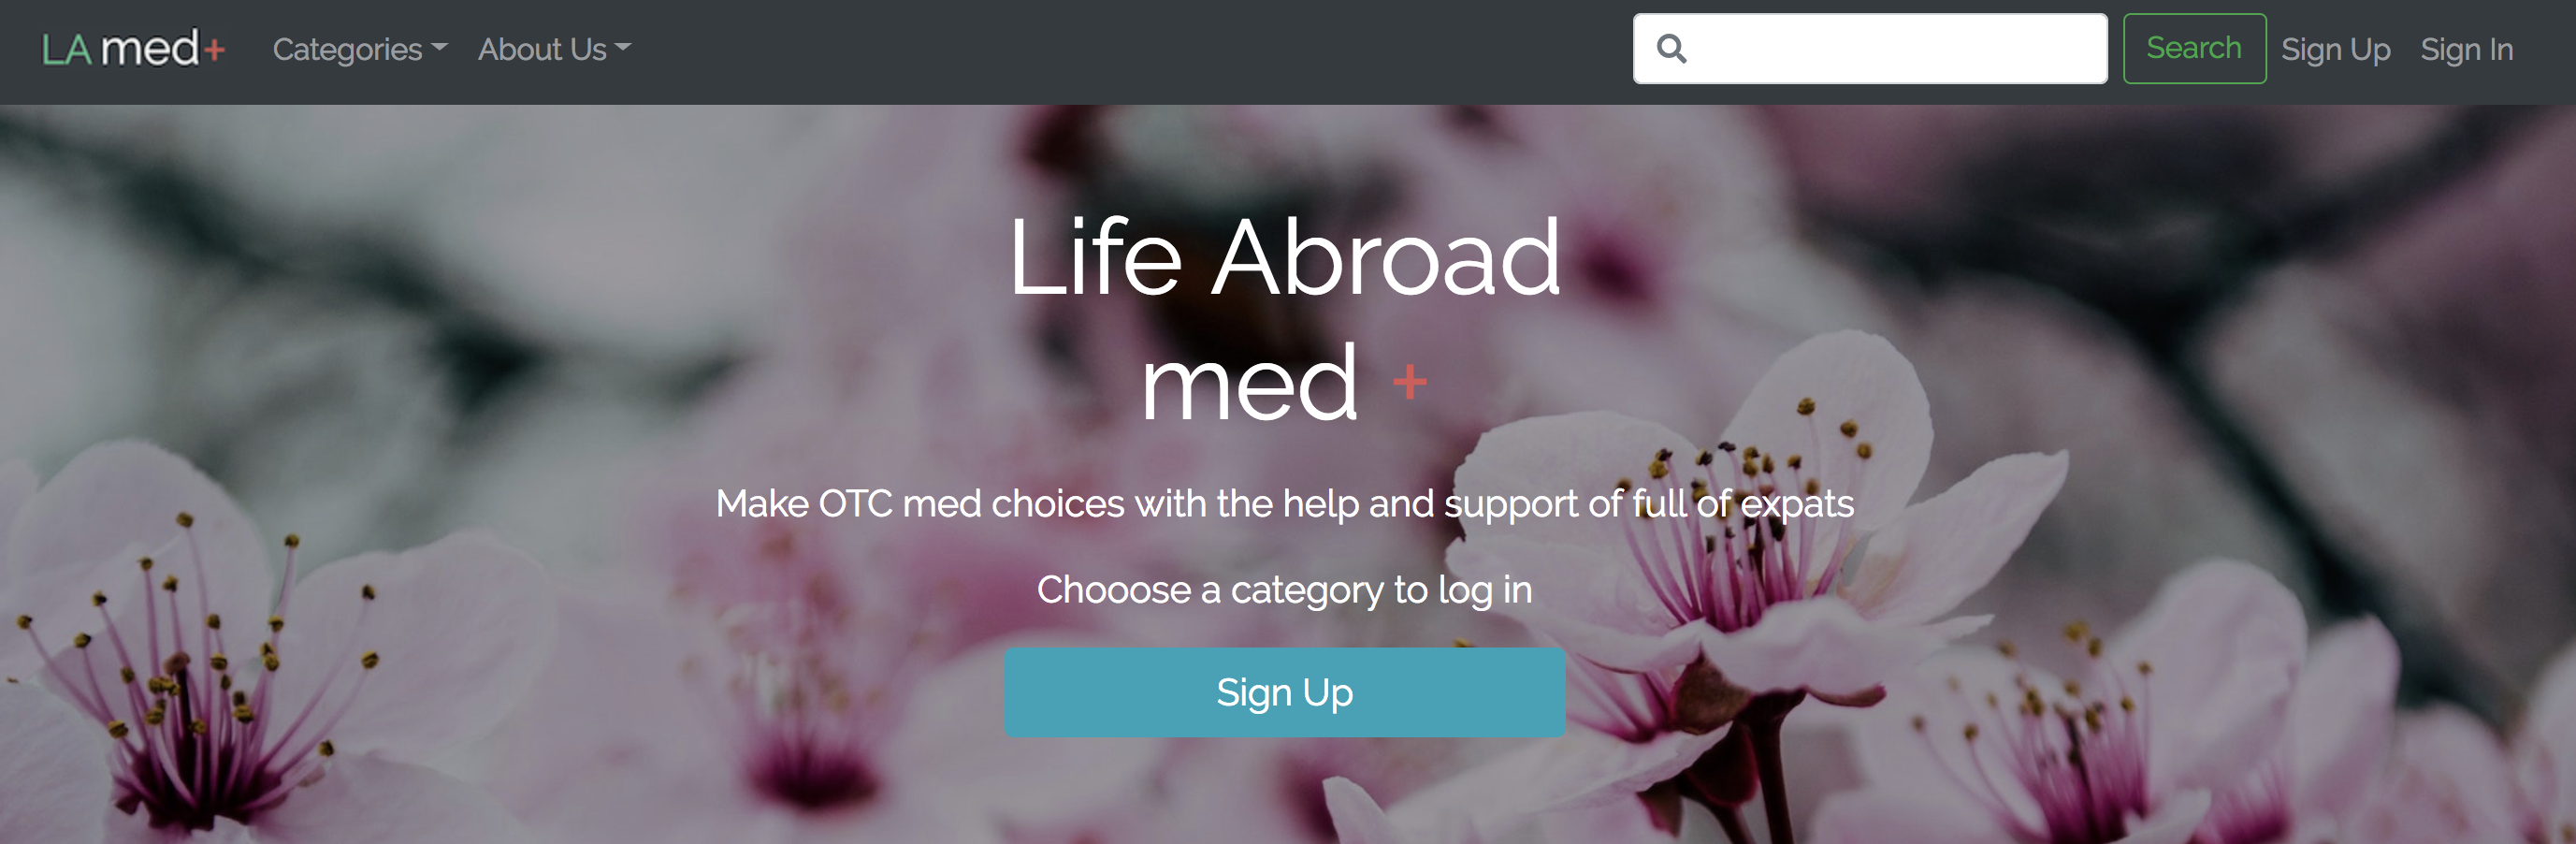 LA med+ Categories About Us Search Sign Up Sign In
Life Abroad
med +
Make OTC med choices with the help and support of full of expats
Chooose a category to log in
Sign Up